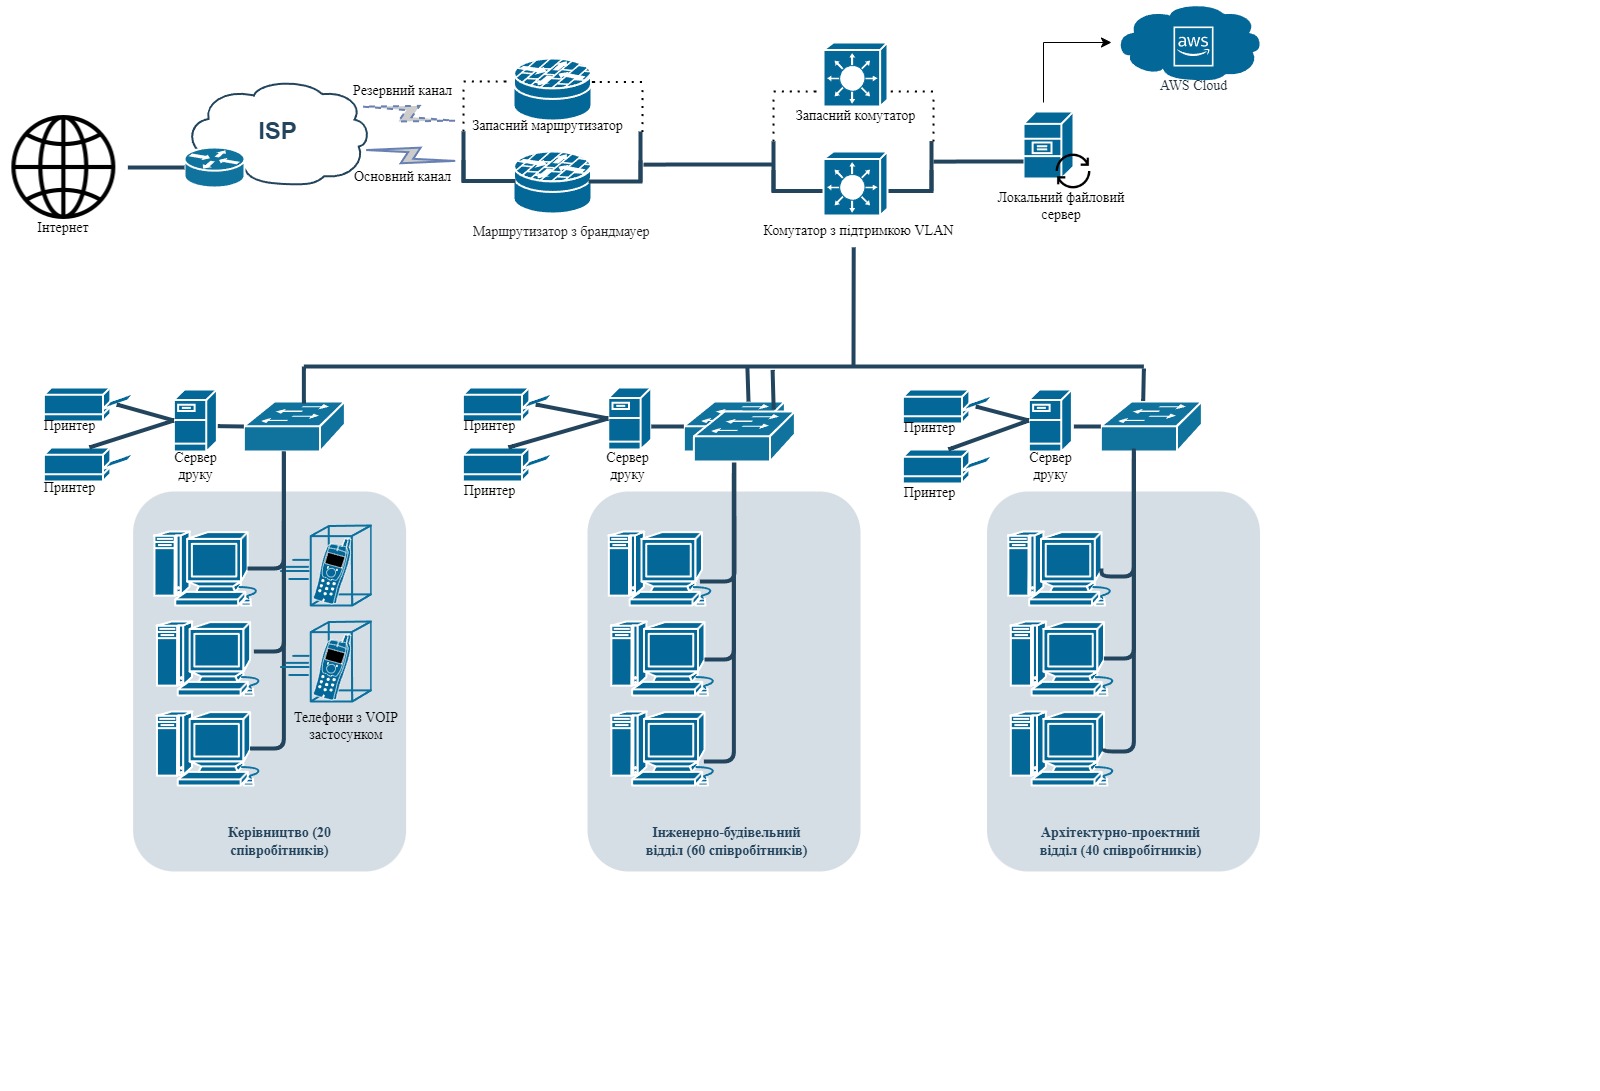 Інтернет
ISP
Резервний канал
Основний канал
Запасний маршрутизатор
Маршрутизатор з брандмауер
Запасний комутатор
Комутатор з підтримкою VLAN
Локальний файловий
сервер
aws
AWS Cloud
Принтер
Принтер
Сервер
друку
Принтер
Принтер
Сервер
друку
Принтер
Принтер
Сервер
друку
Телефони з VOIP
застосунком
Керівництво (20
співробітників)
Інженерно-будівельний
відділ (60 співробітників)
Архітектурно-проектний
відділ (40 співробітників)